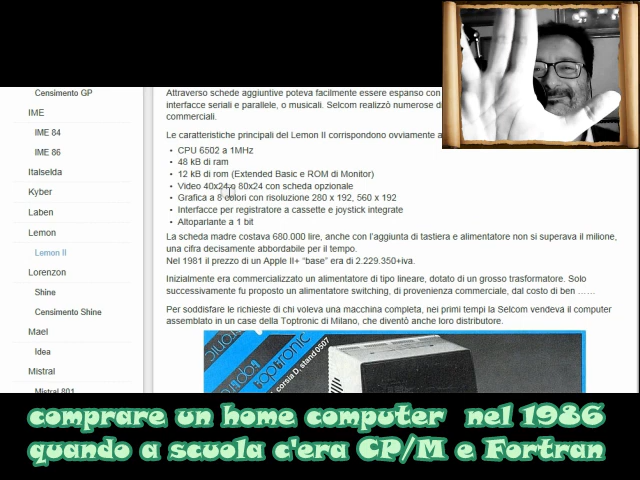 Censimento GP
IME
IME 84
IME 86
Italselda
Kyber
Laben
Lemon
Lemon II
Lorenzon
Shine
Censimento Shine
Mael
Idea
Mistral
Mistral 801
Attraverso schede aggiuntive poteva facilmente essere espanso con
interfacce seriali e parallele, o musicali. Selcom realizzò numerose di
commerciali.
Le caratteristiche principali del Lemon II corrispondono ovviamente a
• CPU 6502 a 1MHz
• 48 kB di ram
• 12 kB di rom (Extended Basic e ROM di Monitor)
• Video 40x24 o 80x24 con scheda opzionale
• Grafica a 8 colori con risoluzione 280 x 192, 560 x 192
• Interfacce per registratore a cassette e joystick integrate
• Altoparlante a 1 bit
La scheda madre costava 680.000 lire, anche con l'aggiunta di tastiera e alimentatore non si superava il milione,
una cifra decisamente abbordabile per il tempo.
Nel 1981 il prezzo di un Apple II+ “base” era di 2.229.350+iva.
Inizialmente era commercializzato un alimentatore di tipo lineare, dotato di un grosso trasformatore. Solo
successivamente fu proposto un alimentatore switching, di provenienza commerciale, dal costo di ben ……
Per soddisfare le richieste di chi voleva una macchina completa, nei primi tempi la Selcom vendeva il computer
assemblato in un case della Toptronic di Milano, che diventò anche loro distributore.
toptronic
corsia D, stand 0507
comprare un home computer nel 1986
quando a scuola c'era CP/M e Fortran